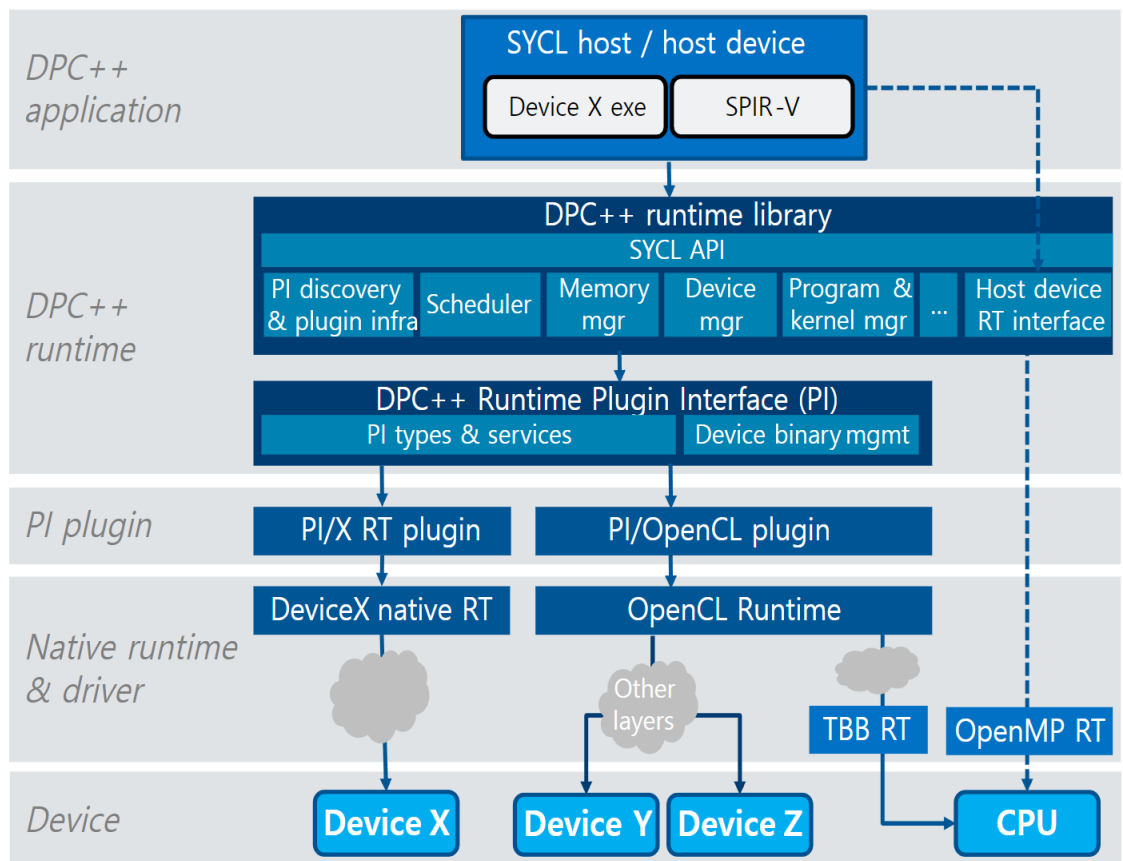 DPC++
application
SYCL host / host device
Device X exe
SPIR-V
DPC++
runtime
DPC++ runtime library
SYCL API
PI discovery
& plugin infra
Scheduler
Memory
mgr
Device
mgr
Program &
kernel mgr
...
Host device
RT interface
DPC++ Runtime Plugin Interface (PI)
PI types & services
Device binary mgmt
PI plugin
PI/X RT plugin
PI/OpenCL plugin
Native runtime
& driver
DeviceX native RT
OpenCL Runtime
Other
layers
TBB RT
OpenMP RT
Device
Device X
Device Y
Device Z
CPU